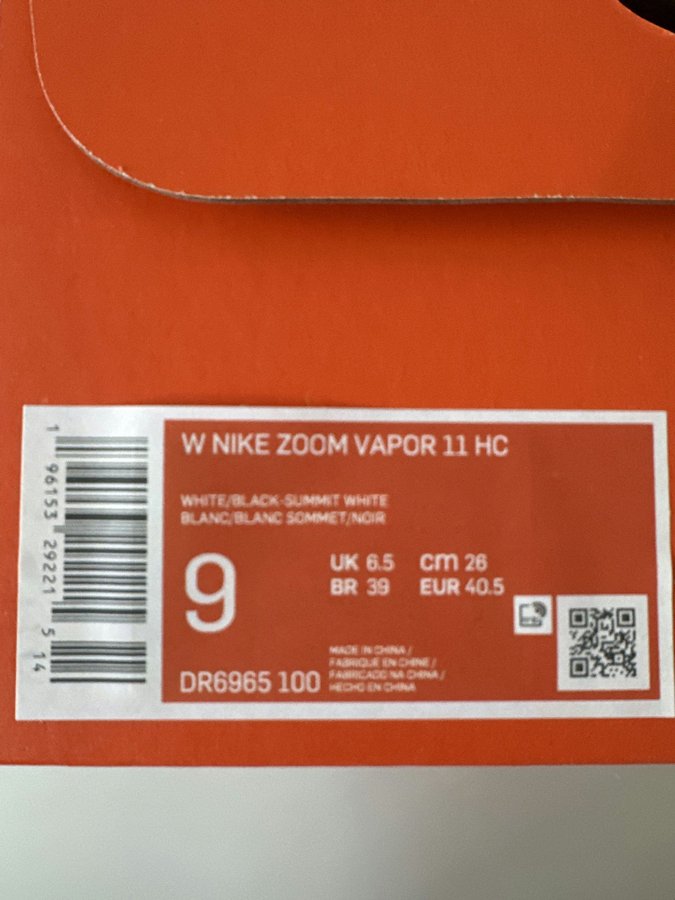 W NIKE ZOOM VAPOR 11 HC
WHITE/BLACK-SUMMIT WHITE
BLANC/BLANC SOMMET/NOIR
9
UK 6.5 cm 26
BR 39 EUR 40.5
DR6965 100
MADE IN CHINA /
FABRIQUE EN CHINE /
FABRICADO NA CHINA /
HECHO EN CHINA
1 96153 29221 5 14